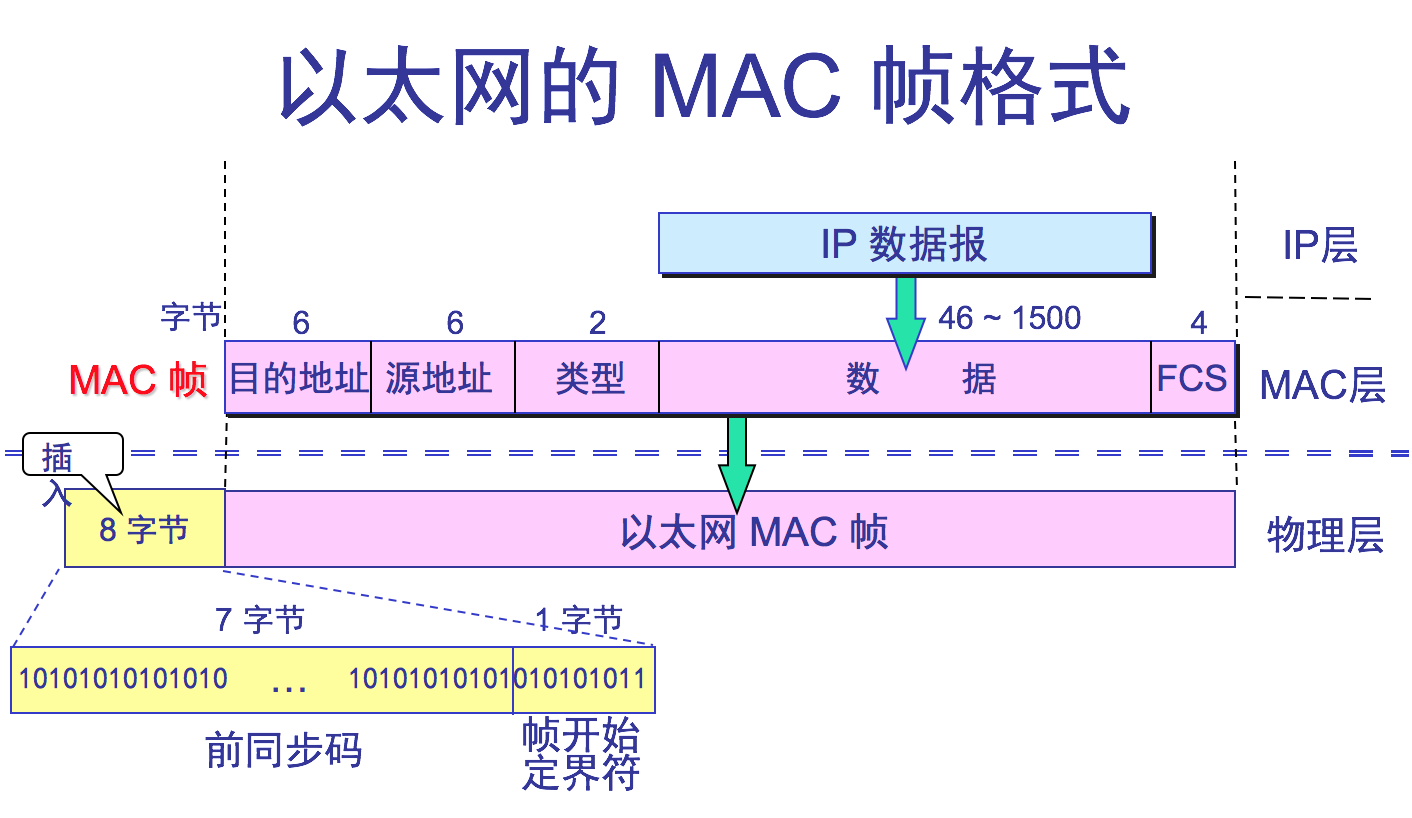 以太网的 MAC 帧格式
IP 数据报
IP层
字节
6
6
2
46 ~ 1500
4
MAC 帧
目的地址
源地址
类型
数 据
FCS
MAC层
插
入
8 字节
以太网 MAC 帧
物理层
7 字节
1 字节
10101010101010 … 10101010101010101011
前同步码
帧开始
定界符